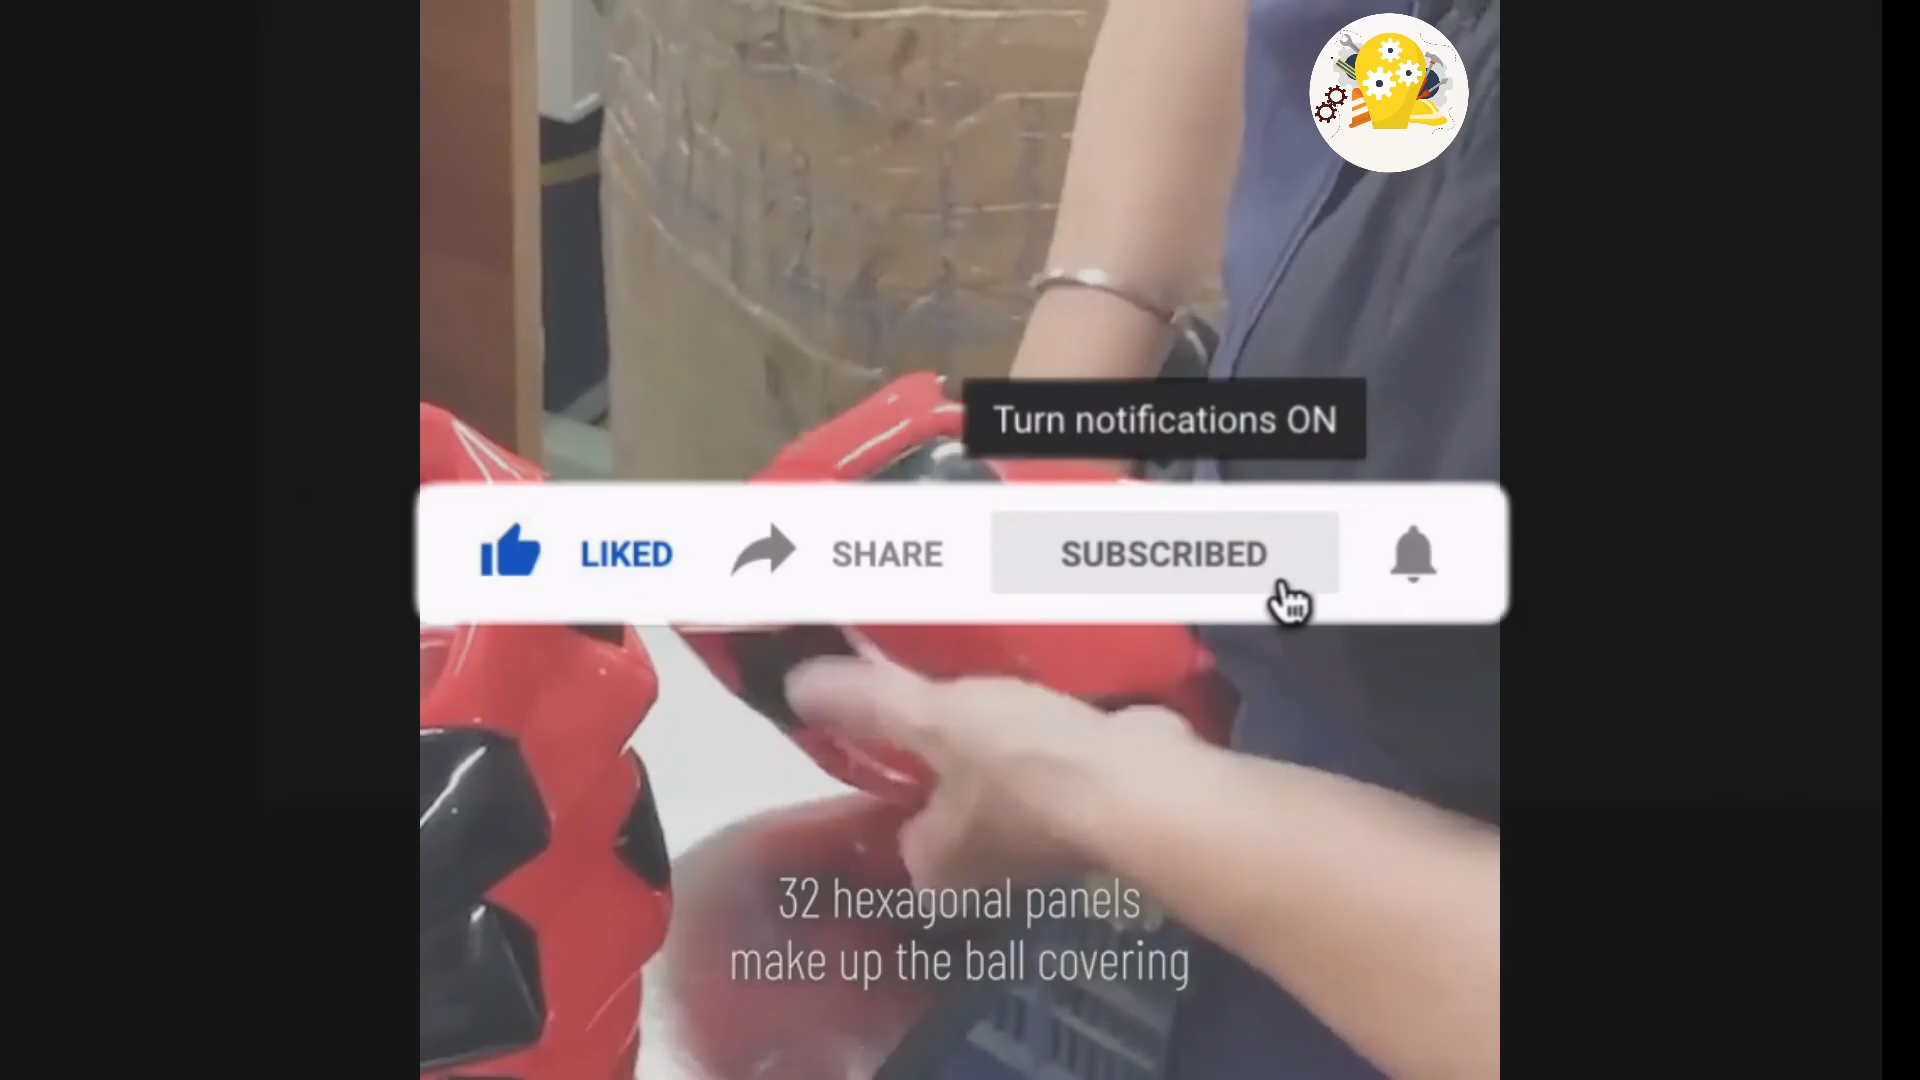 Turn notifications ON
LIKED SHARE SUBSCRIBED
32 hexagonal panels
make up the ball covering